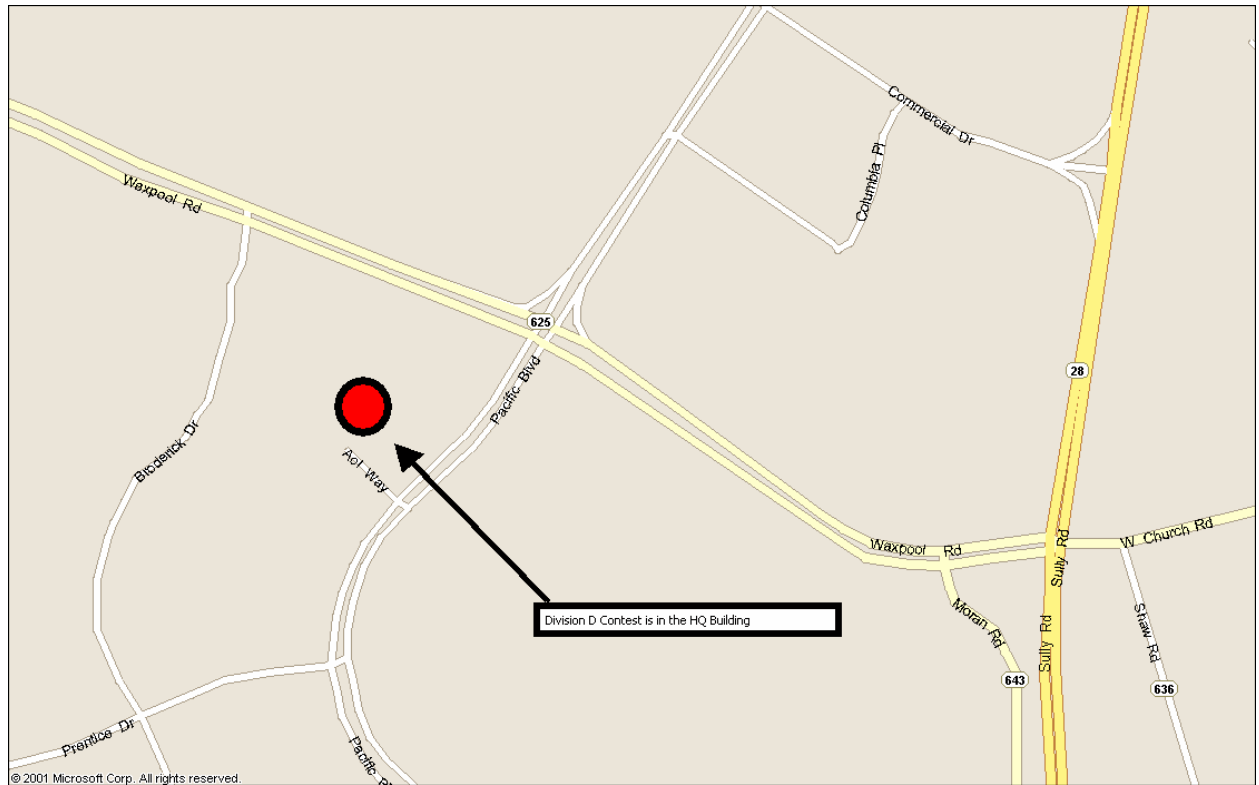 Commercial Dr
Columbia Pl
Waxpool Rd
625
Pacific Blvd
28
Broderick Dr
Aol Way
Waxpool Rd
W Church Rd
Sully Rd
Division D Contest is in the HQ Building
Moran Rd
Shaw Rd
Sully Rd
643
636
Prentice Dr
Pacific
© 2001 Microsoft Corp. All rights reserved.